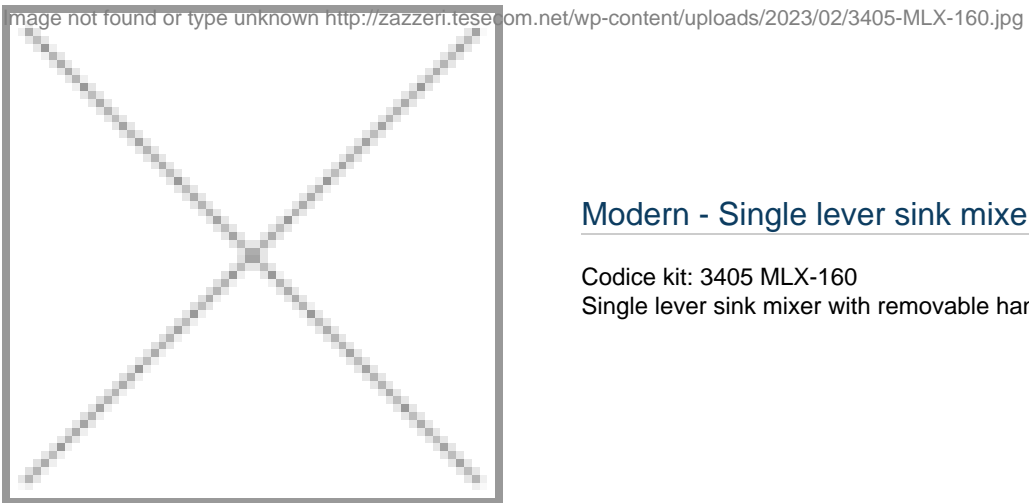 Image not found or type unknown http://zazzeri.tesecom.net/wp-content/uploads/2023/02/3405-MLX-160.jpg
Modern - Single lever sink mixe
Codice kit: 3405 MLX-160
Single lever sink mixer with removable han